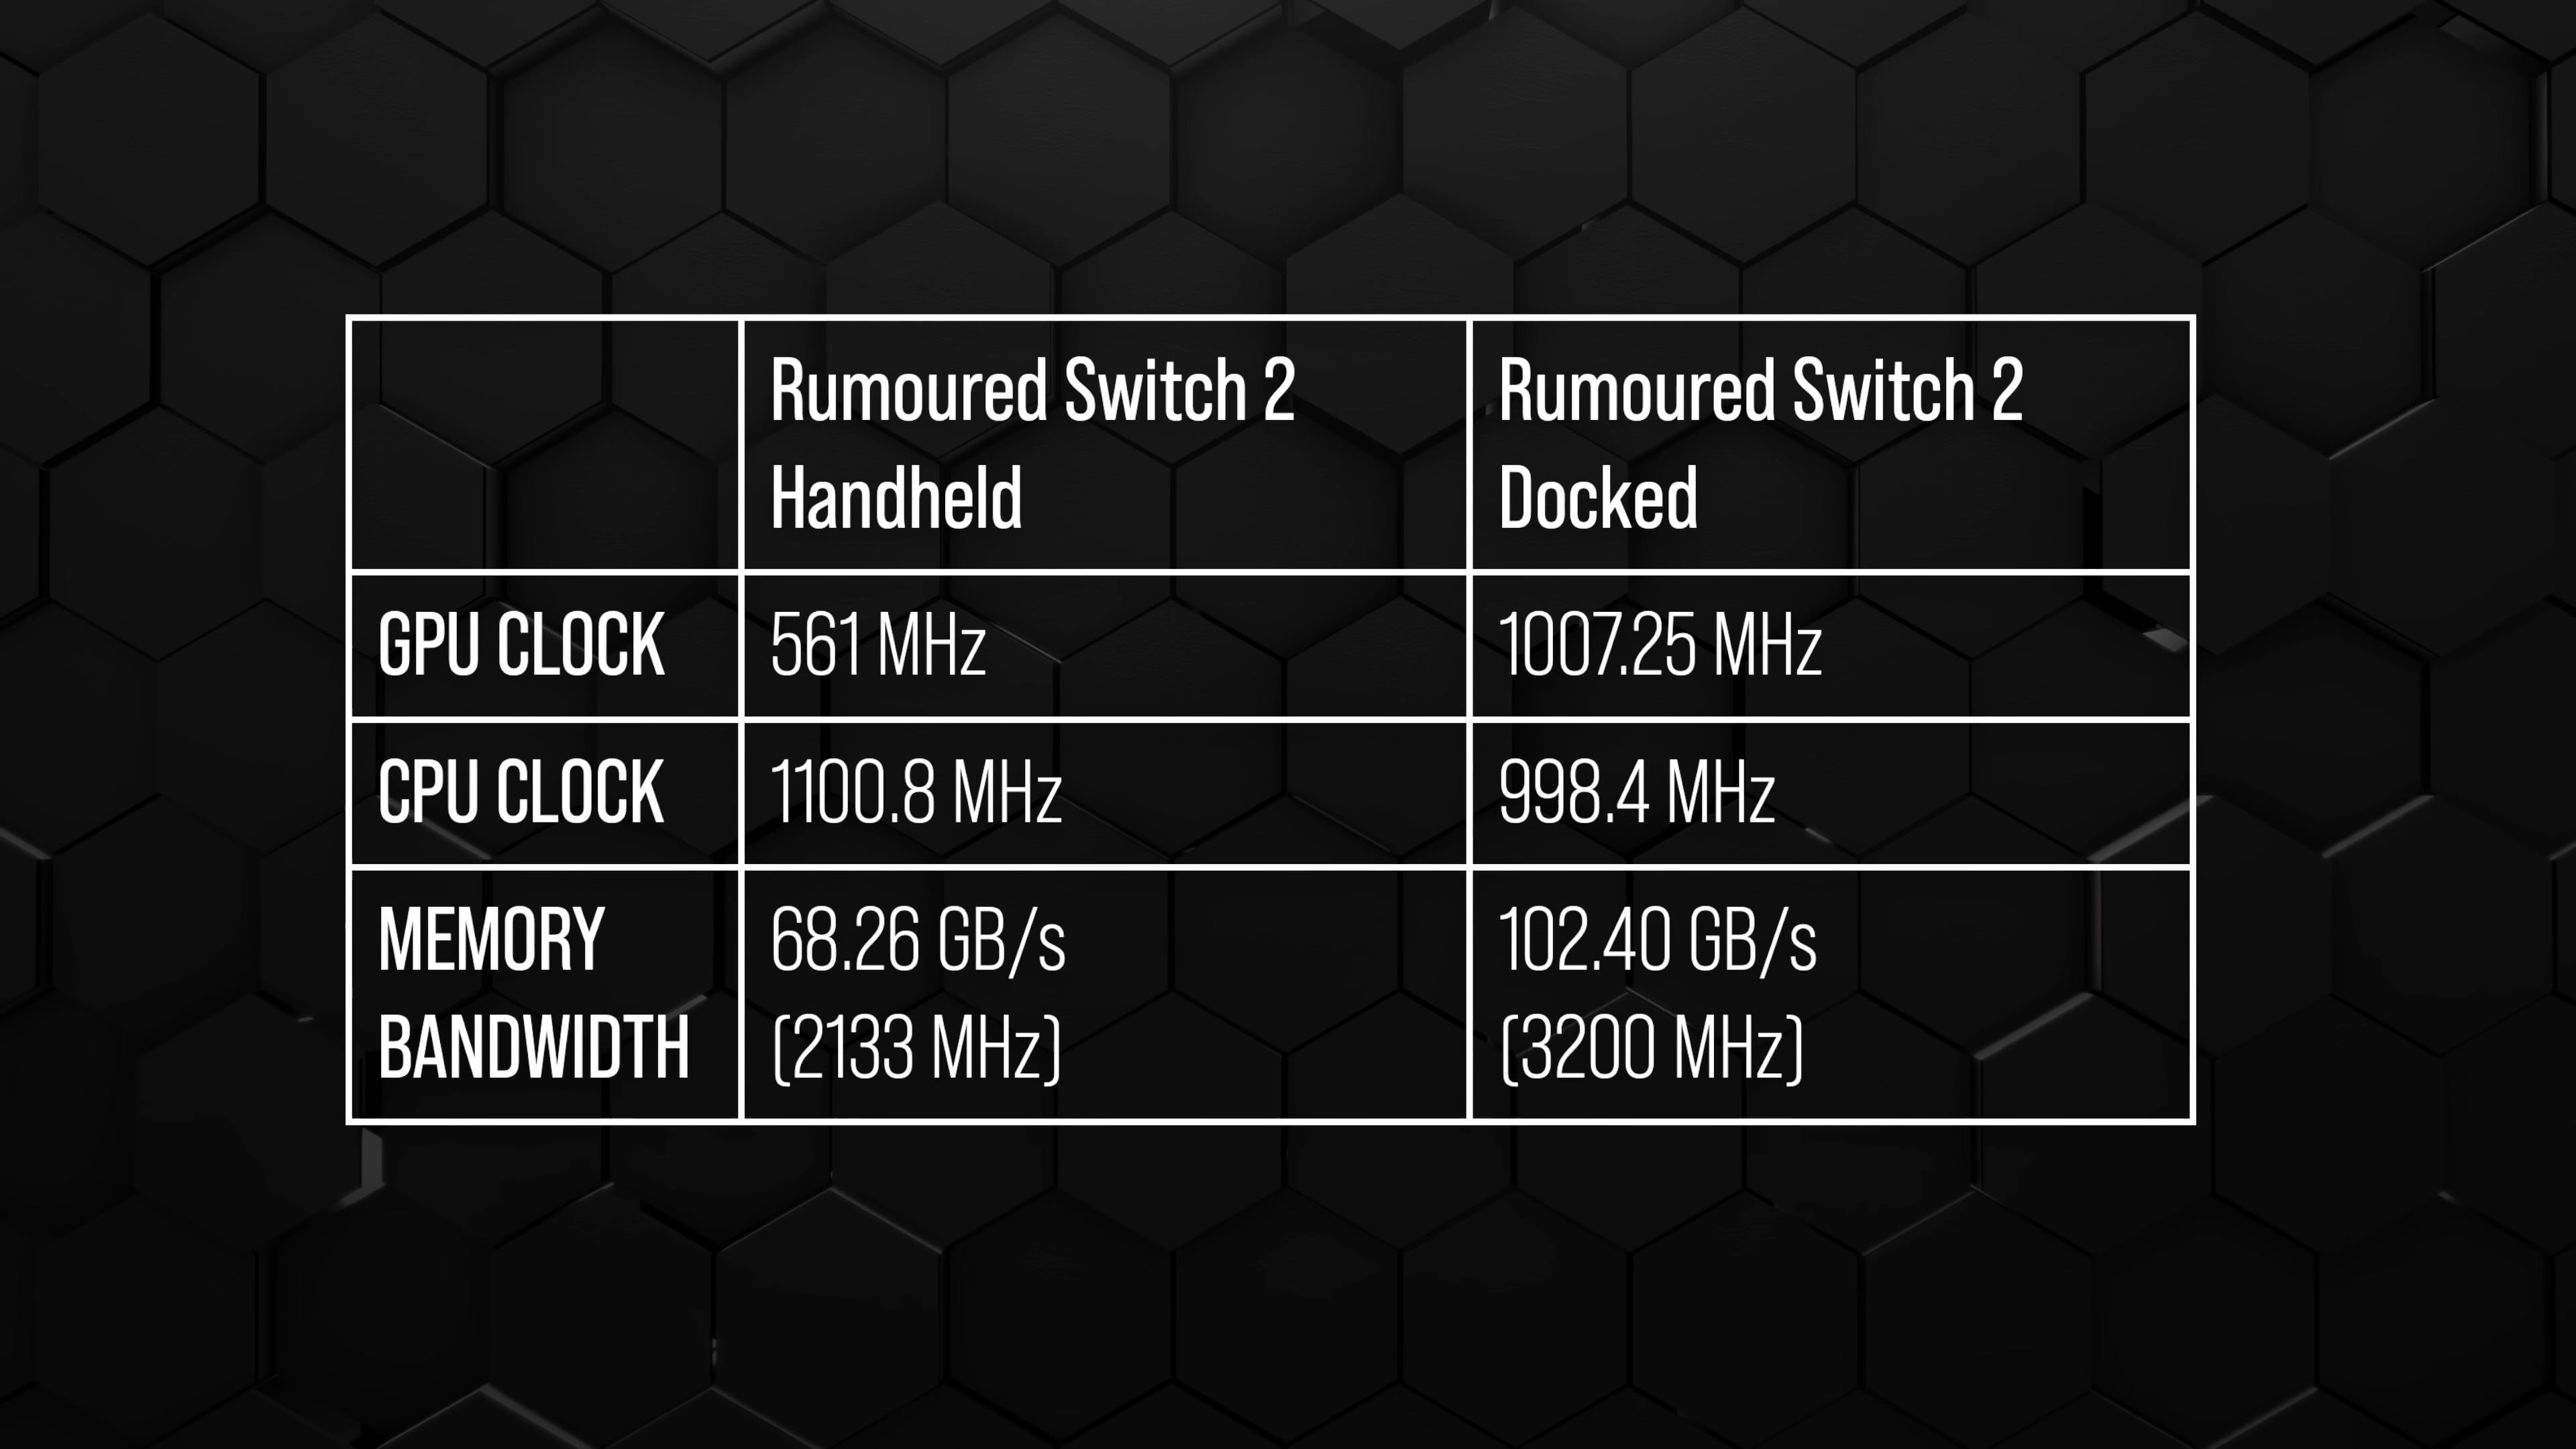 Rumoured Switch 2
Handheld
Rumoured Switch 2
Docked
GPU CLOCK
561 MHz
1007.25 MHz
CPU CLOCK
1100.8 MHz
998.4 MHz
MEMORY
BANDWIDTH
68.26 GB/s
(2133 MHz)
102.40 GB/s
(3200 MHz)